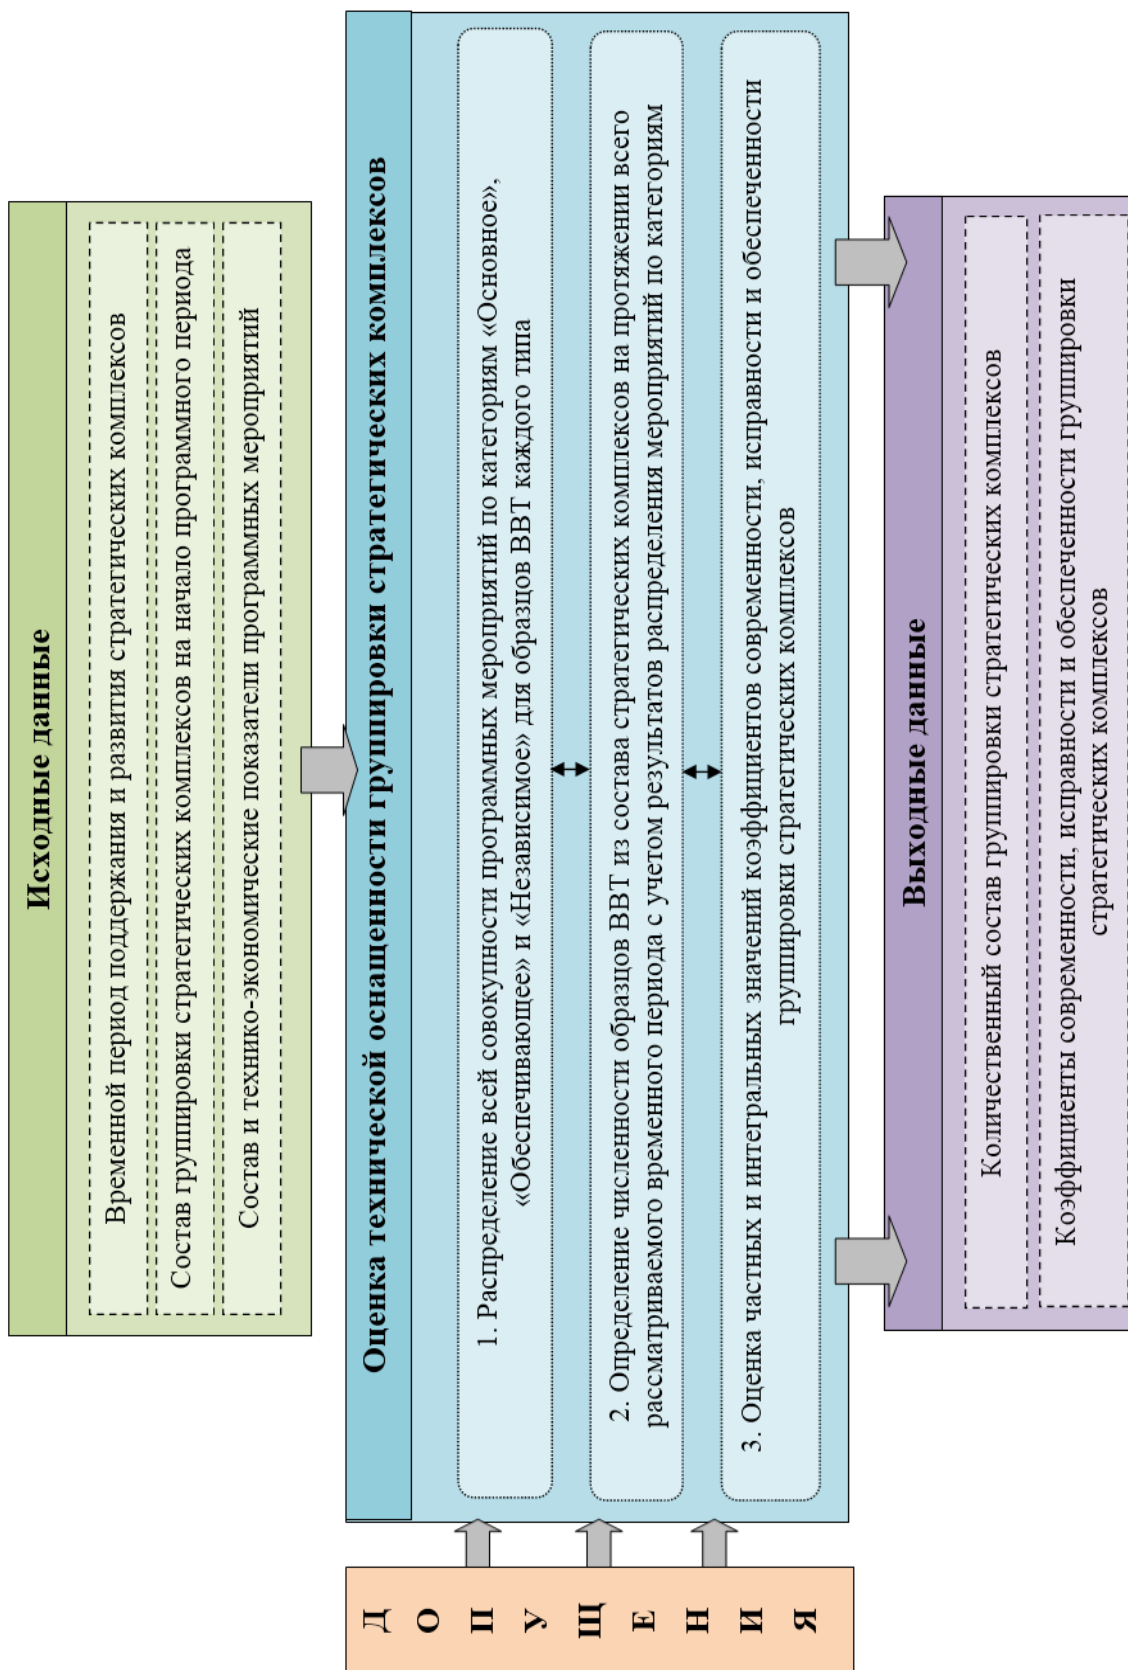 Исходные данные
Временной период поддержания и развития стратегических комплексов
Состав группировки стратегических комплексов на начало программного периода
Состав и технико-экономические показатели программных мероприятий
ДОПУЩЕНИЯ
Оценка технической оснащенности группировки стратегических комплексов
1. Распределение всей совокупности программных мероприятий по категориям «Основное»,
«Обеспечивающее» и «Независимое» для образцов ВВТ каждого типа
2. Определение численности образцов ВВТ из состава стратегических комплексов на протяжении всего
рассматриваемого временного периода с учетом результатов распределения мероприятий по категориям
3. Оценка частных и интегральных значений коэффициентов современности, исправности и обеспеченности
группировки стратегических комплексов
Выходные данные
Количественный состав группировки стратегических комплексов
Коэффициенты современности, исправности и обеспеченности группировки
стратегических комплексов